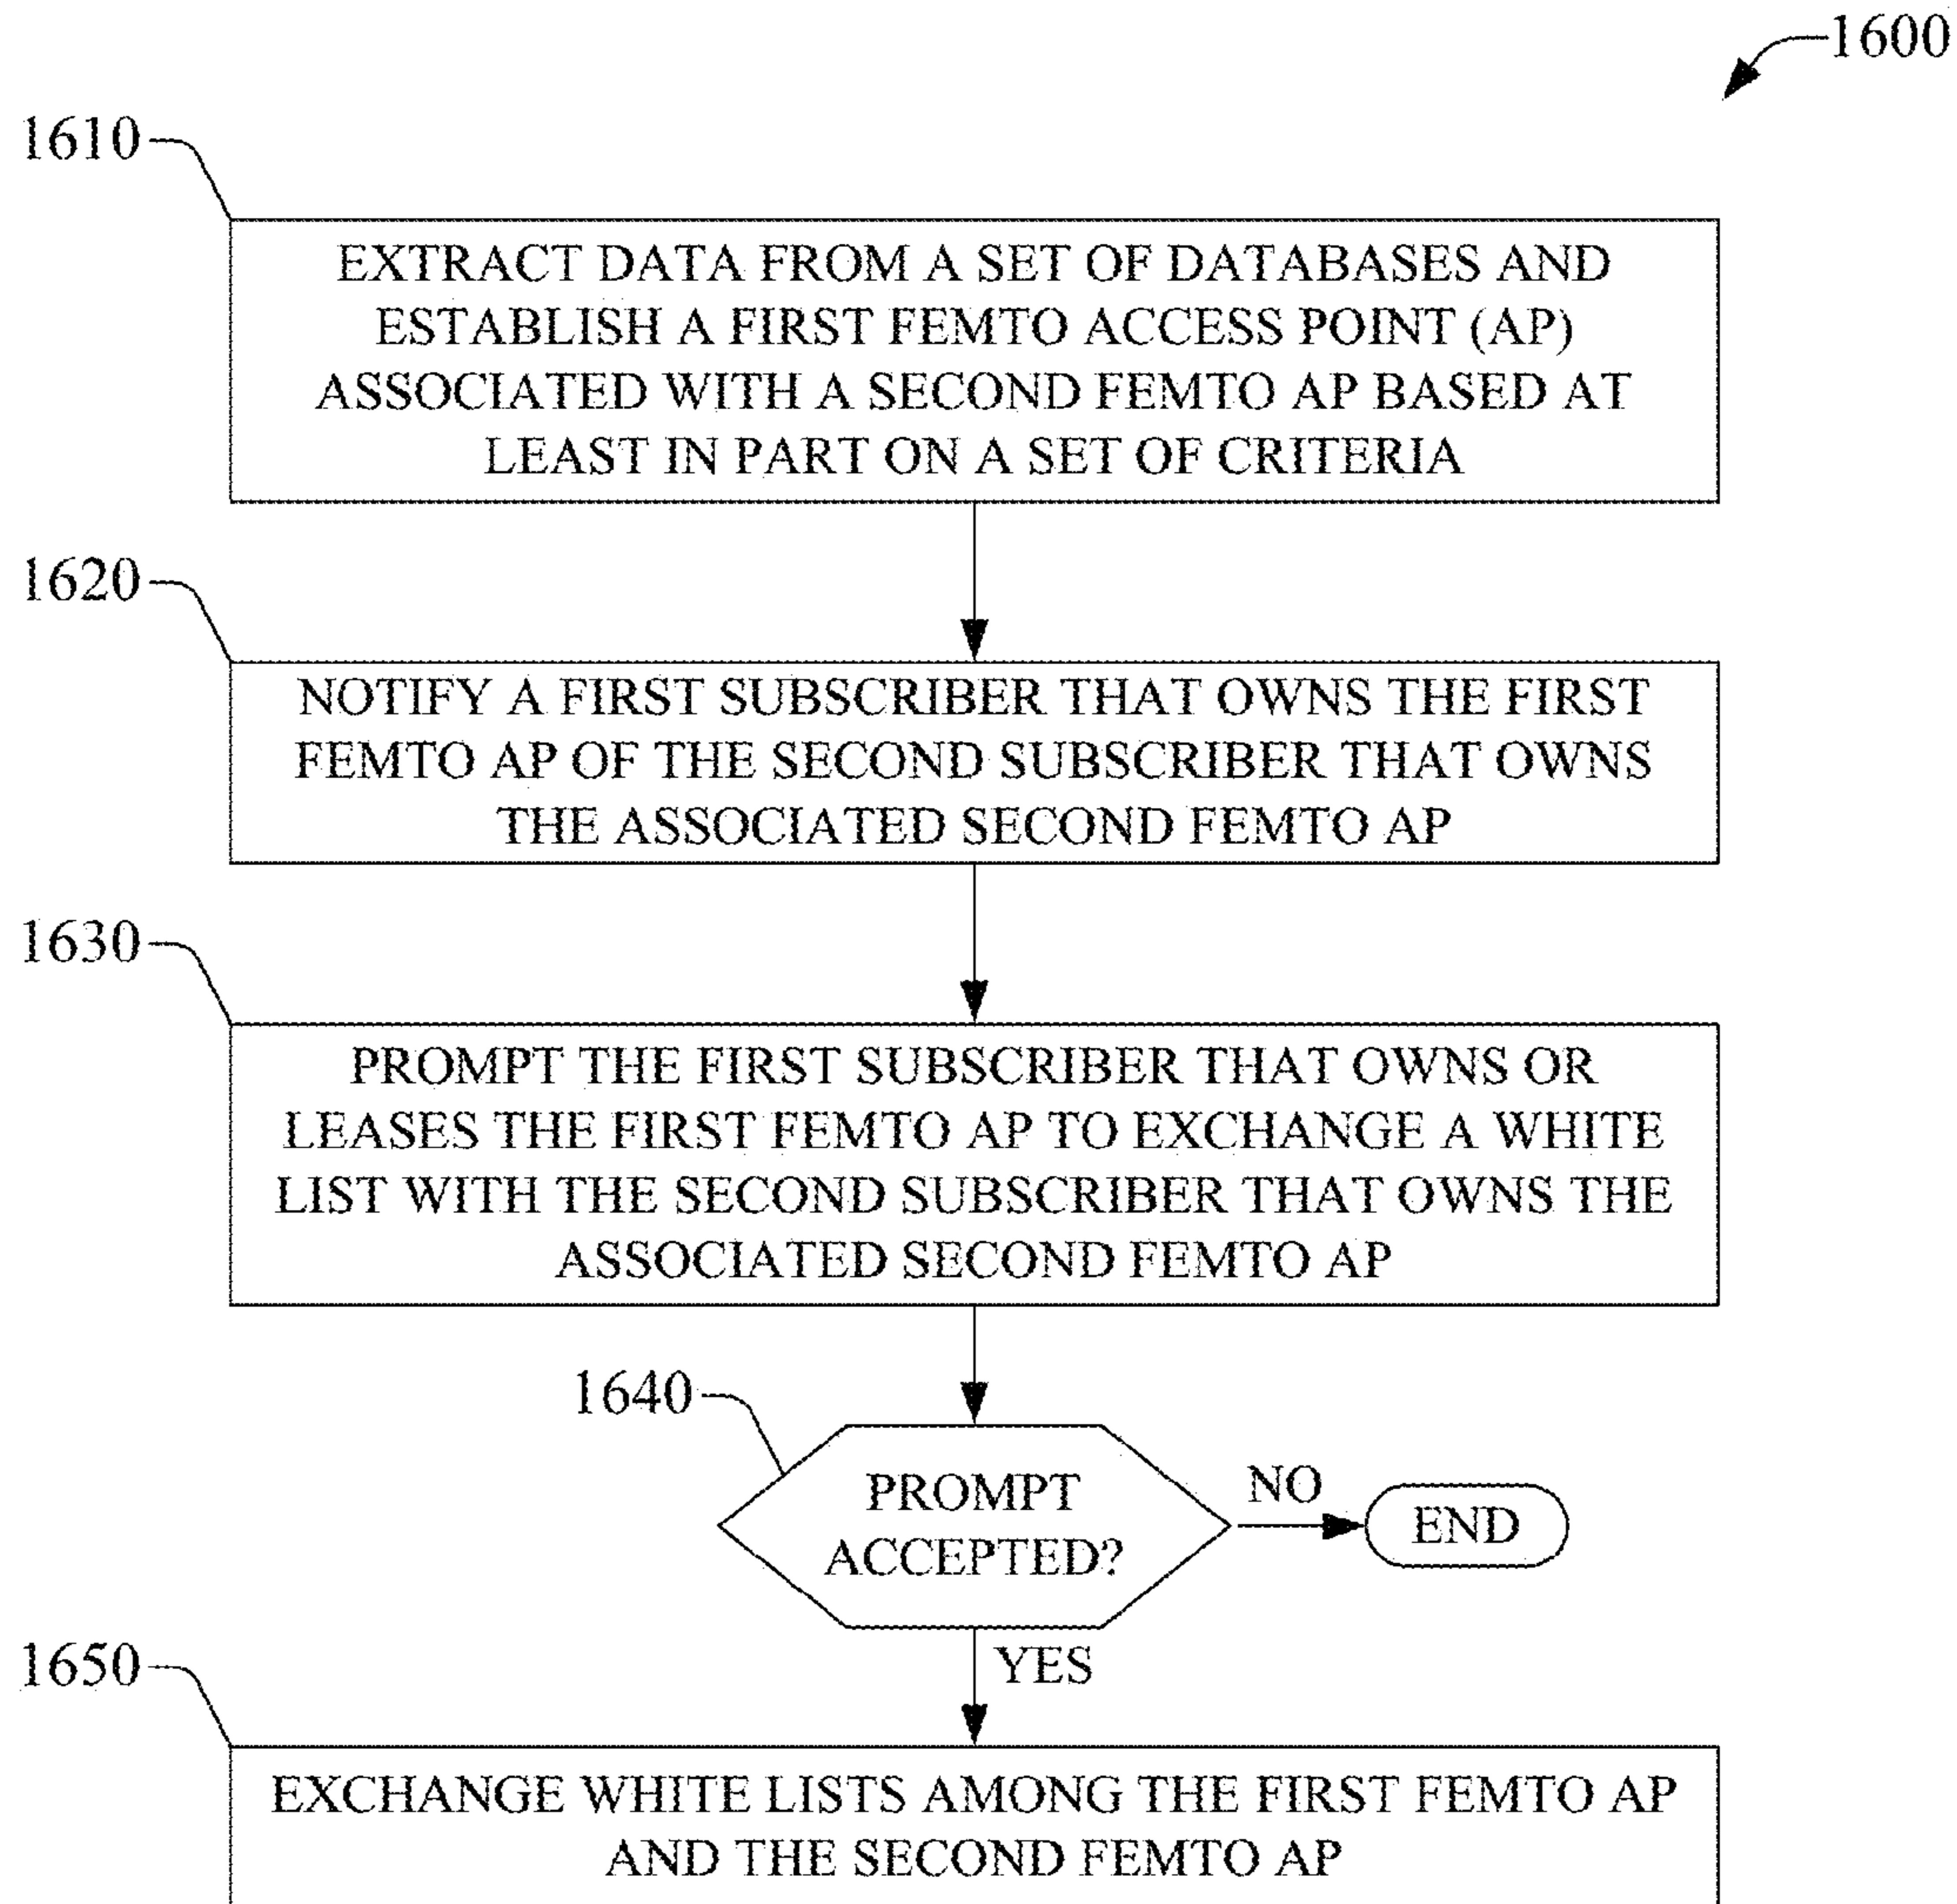 1600
1610
EXTRACT DATA FROM A SET OF DATABASES AND
ESTABLISH A FIRST FEMTO ACCESS POINT (AP)
ASSOCIATED WITH A SECOND FEMTO AP BASED AT
LEAST IN PART ON A SET OF CRITERIA
1620
NOTIFY A FIRST SUBSCRIBER THAT OWNS THE FIRST
FEMTO AP OF THE SECOND SUBSCRIBER THAT OWNS
THE ASSOCIATED SECOND FEMTO AP
1630
PROMPT THE FIRST SUBSCRIBER THAT OWNS OR
LEASES THE FIRST FEMTO AP TO EXCHANGE A WHITE
LIST WITH THE SECOND SUBSCRIBER THAT OWNS THE
ASSOCIATED SECOND FEMTO AP
1640
PROMPT
ACCEPTED?
NO
END
YES
1650
EXCHANGE WHITE LISTS AMONG THE FIRST FEMTO AP
AND THE SECOND FEMTO AP